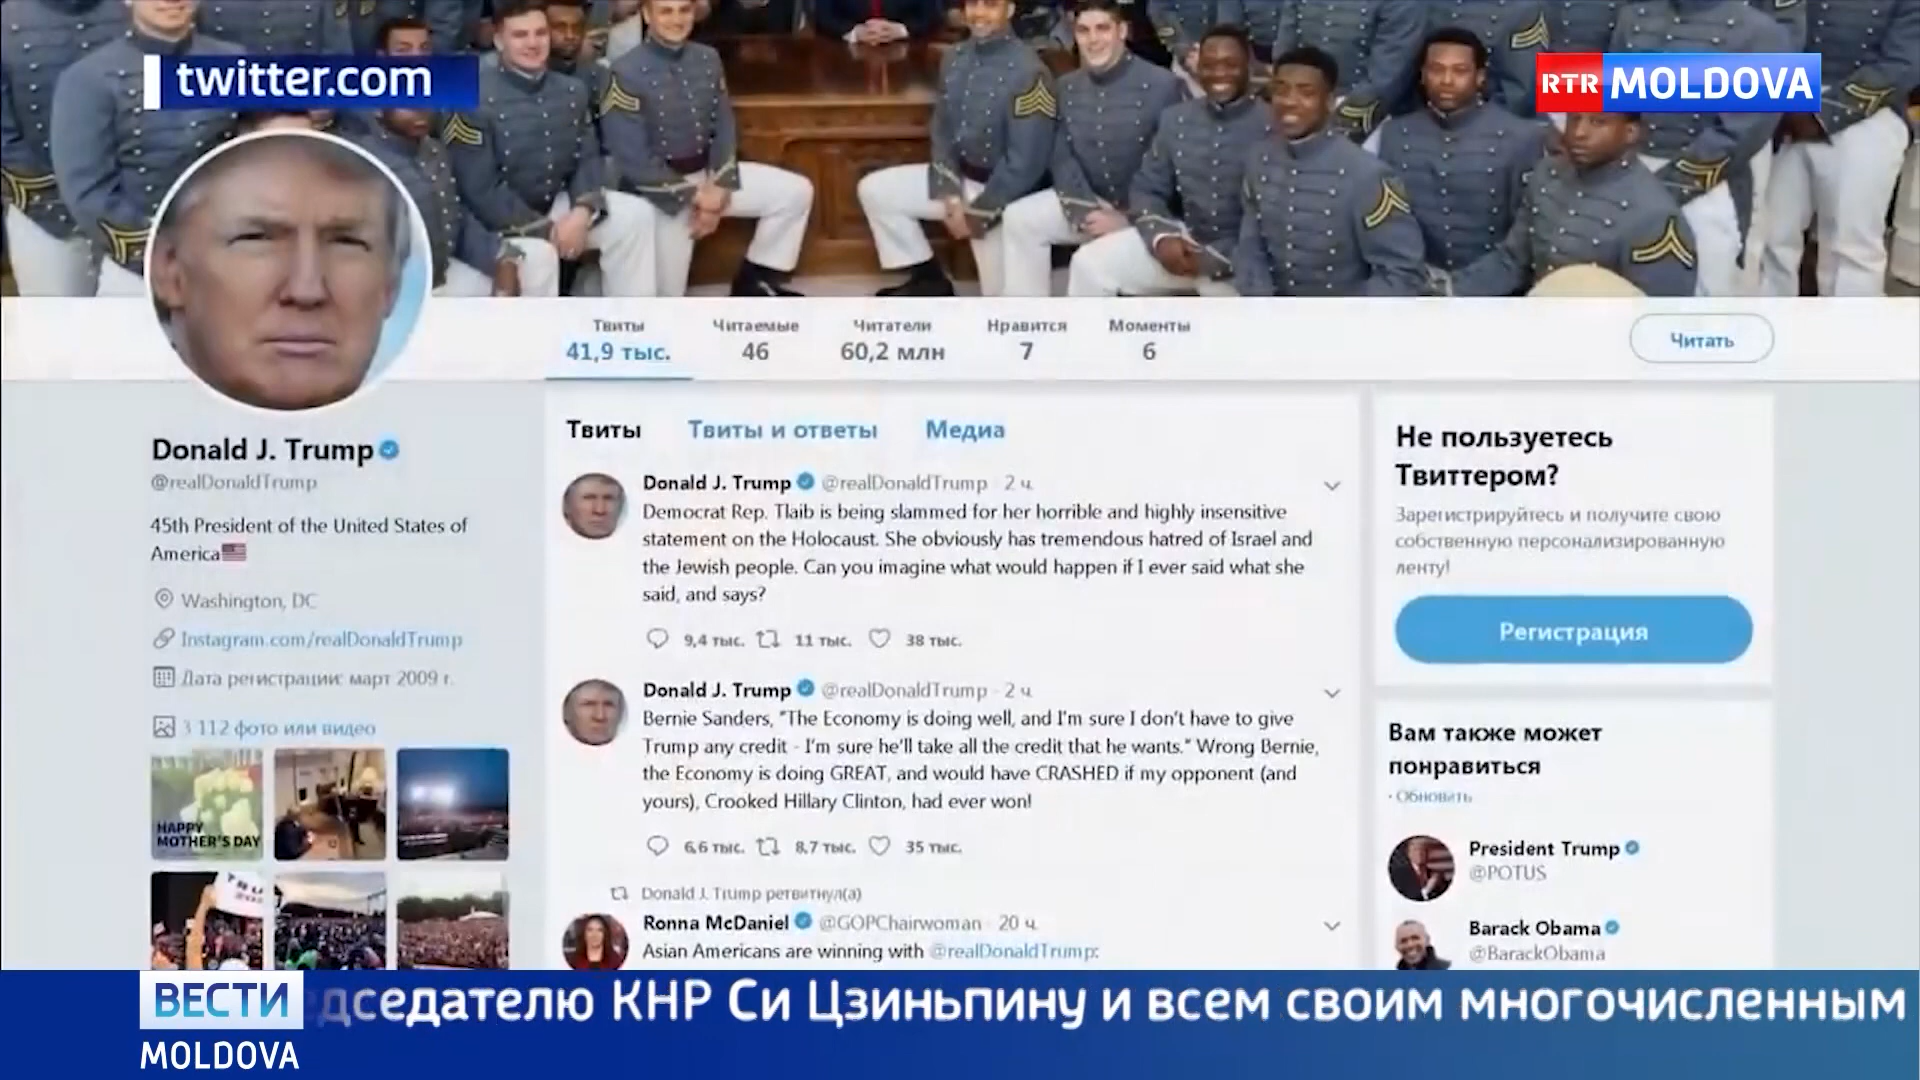 twitter.com
RTR MOLDOVA
Твиты
41,9 тыс.
Читаемые
46
Читатели
60,2 млн
Нравится
7
Моменты
6
Читать
Donald J. Trump
@realDonaldTrump
45th President of the United States of
America
Washington, DC
Instagram.com/realDonaldTrump
Дата регистрации: март 2009 г.
3 112 фото или видео
HAPPY
MOTHER'S DAY
Твиты Твиты и ответы Медиа
Donald J. Trump @realDonaldTrump · 2 ч.
Democrat Rep. Tlaib is being slammed for her horrible and highly insensitive
statement on the Holocaust. She obviously has tremendous hatred of Israel and
the Jewish people. Can you imagine what would happen if I ever said what she
said, and says?
9,4 тыс. 11 тыс. 38 тыс.
Donald J. Trump @realDonaldTrump · 2 ч.
Bernie Sanders, "The Economy is doing well, and I'm sure I don't have to give
Trump any credit - I'm sure he'll take all the credit that he wants." Wrong Bernie,
the Economy is doing GREAT, and would have CRASHED if my opponent (and
yours), Crooked Hillary Clinton, had ever won!
6,6 тыс. 8,7 тыс. 35 тыс.
Donald J. Trump ретвитнул(а)
Ronna McDaniel @GOPChairwoman · 20 ч.
Asian Americans are winning with @realDonaldTrump:
Не пользуетесь
Твиттером?
Зарегистрируйтесь и получите свою
собственную персонализированную
ленту!
Регистрация
Вам также может
понравиться
· Обновить
President Trump
@POTUS
Barack Obama
@BarackObama
ВЕСТИ
MOLDOVA
едседателю КНР Си Цзиньпину и всем своим многочисленным